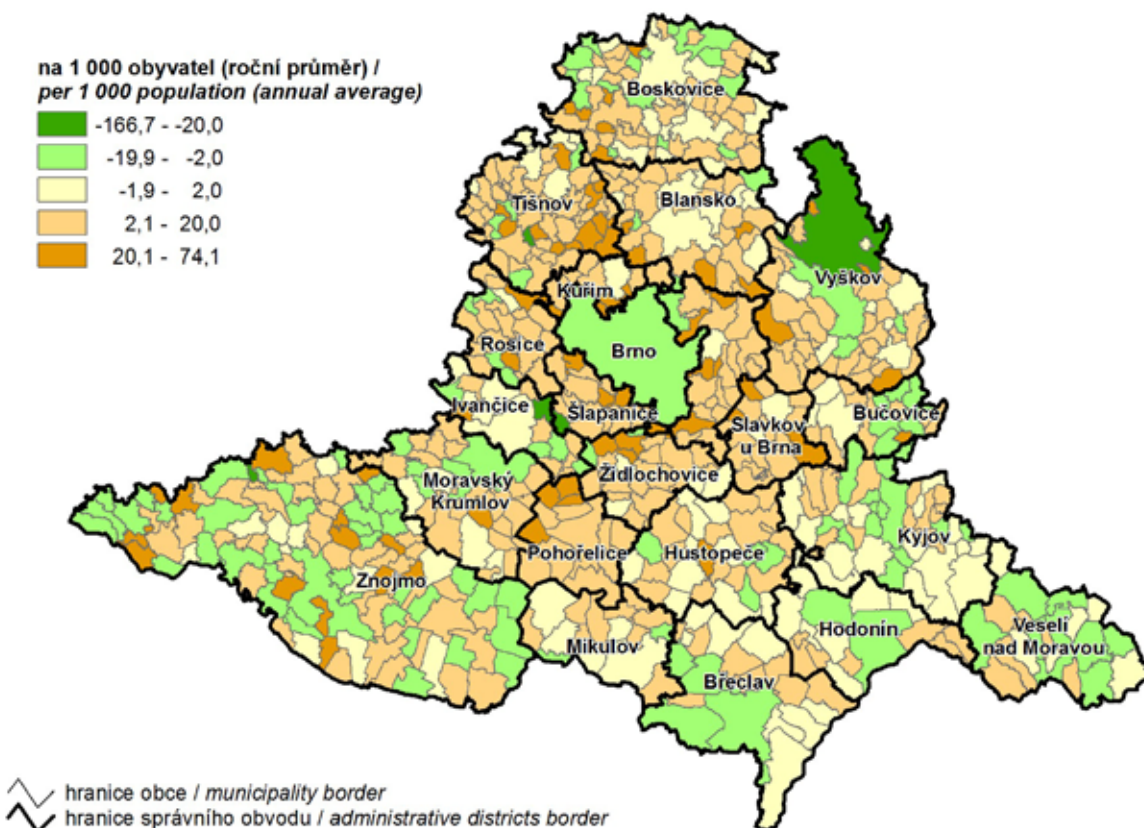 na 1 000 obyvatel (roční průměr) /
per 1 000 population (annual average)
-166,7 - -20,0
-19,9 - -2,0
-1,9 - 2,0
2,1 - 20,0
20,1 - 74,1
Boskovice
Tišnov
Blansko
Vyškov
Kuřim
Rosice
Brno
Ivančice
Šlapanice
Bučovice
Slavkov
u Brna
Židlochovice
Moravský
Krumlov
Pohořelice
Hustopeče
Kyjov
Znojmo
Mikulov
Hodonín
Veselí
nad Moravou
Břeclav
hranice obce / municipality border
hranice správního obvodu / administrative districts border